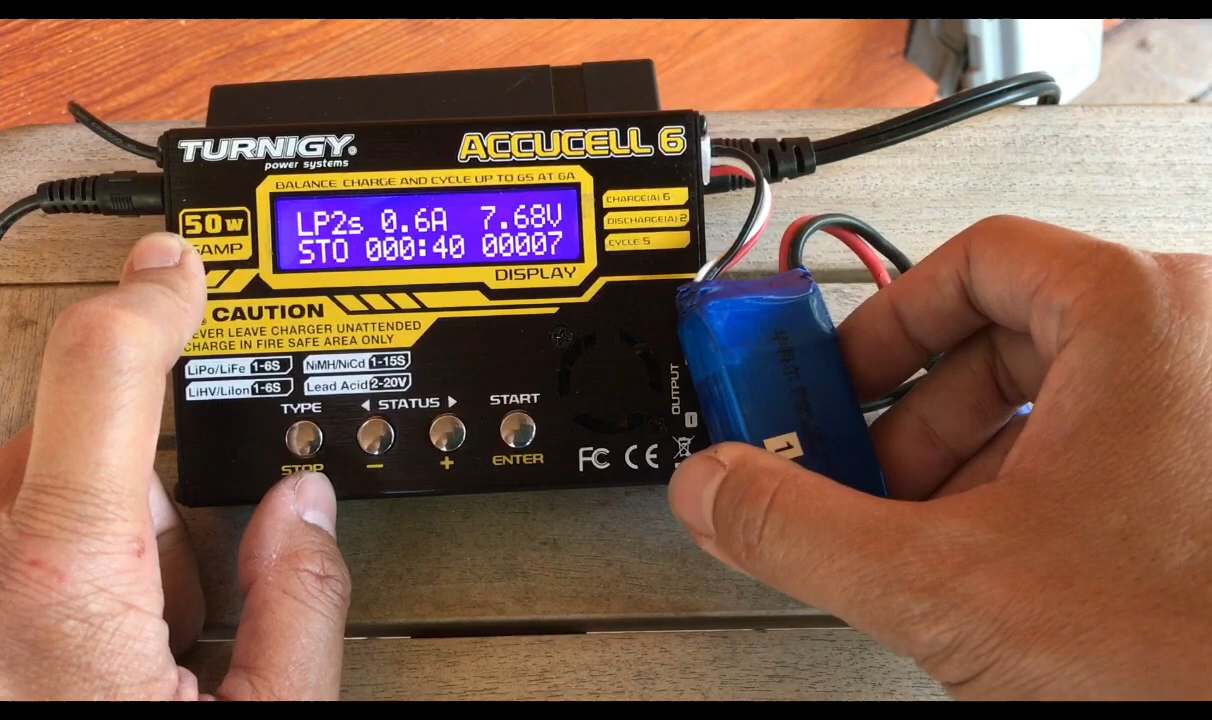 TURNIGY
power systems
ACCUCELL 6
BALANCE CHARGE AND CYCLE UP TO 6S AT 6A
50W
AMP
LP2s 0.6A 7.68V
STO 000:40 00007
DISPLAY
CHARGE(A) 6
DISCHARGE(A) 2
CYCLE 5
CAUTION
EVER LEAVE CHARGER UNATTENDED
CHARGE IN FIRE SAFE AREA ONLY
LiPo/LiFe 1-6S
NiMH/NiCd 1-15S
LiHV/LiIon 1-6S
Lead Acid 2-20V
TYPE
STATUS
START
STOP
-
+
ENTER
FC CE
OUTPUT
1